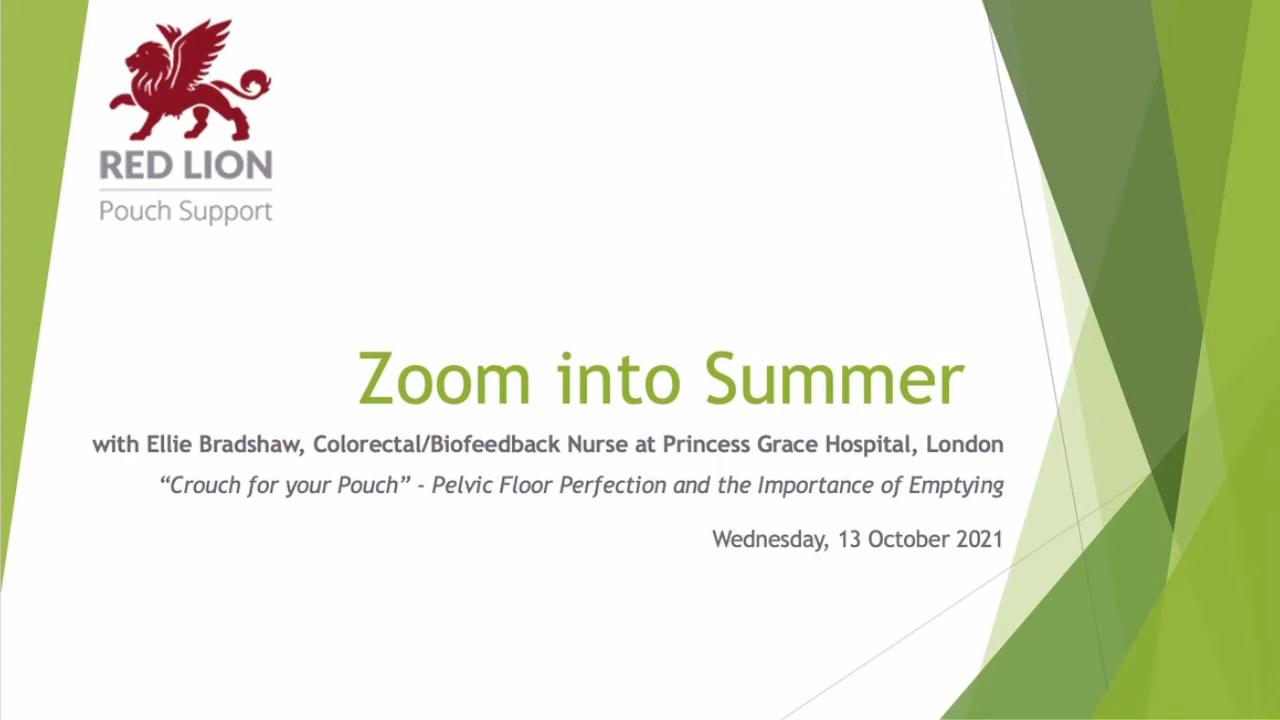 RED LION
Pouch Support
Zoom into Summer
with Ellie Bradshaw, Colorectal/Biofeedback Nurse at Princess Grace Hospital, London
“Crouch for your Pouch” - Pelvic Floor Perfection and the Importance of Emptying
Wednesday, 13 October 2021